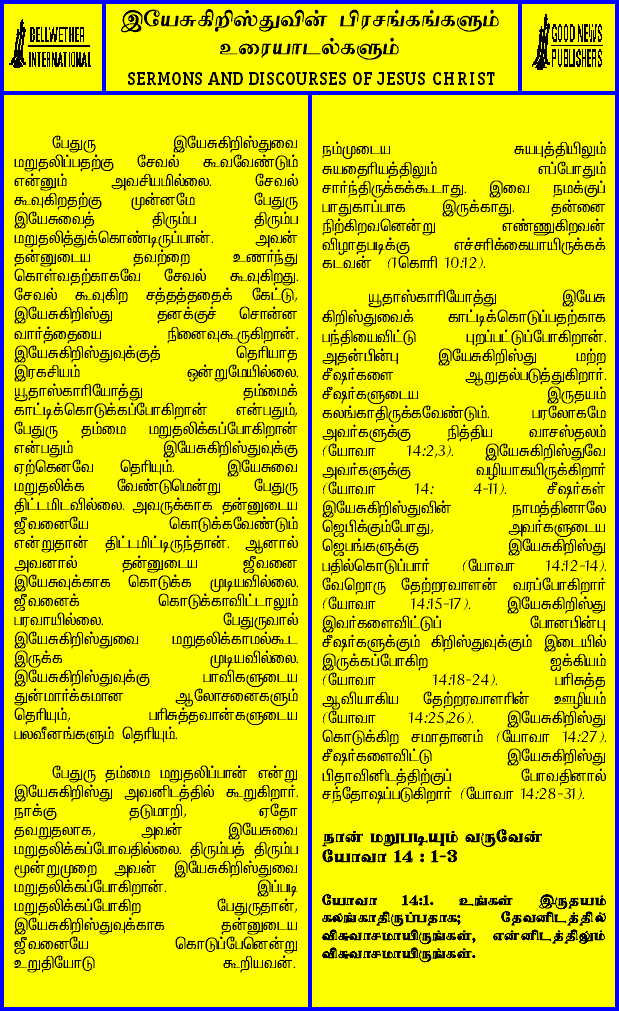 BELLWETHER
INTERNATIONAL
இயேசுகிறிஸ்துவின் பிரசங்கங்களும்
உரையாடல்களும்
SERMONS AND DISCOURSES OF JESUS CHRIST
GOOD NEWS
PUBLISHERS
பேதுரு இயேசுகிறிஸ்துவை
மறுதலிப்பதற்கு சேவல் கூவவேண்டும்
என்னும் அவசியமில்லை. சேவல்
கூவுகிறதற்கு முன்னமே பேதுரு
இயேசுவைத் திரும்ப திரும்ப
மறுதலித்துக்கொண்டிருப்பான். அவன்
தன்னுடைய தவற்றை உணர்ந்து
கொள்வதற்காகவே சேவல் கூவுகிறது.
சேவல் கூவுகிற சத்தத்ததைக் கேட்டு,
இயேசுகிறிஸ்து தனக்குச் சொன்ன
வார்த்தையை நினைவுகூருகிறான்.
இயேசுகிறிஸ்துவுக்குத் தெரியாத
இரகசியம் ஒன்றுமேயில்லை.
யூதாஸ்காரியோத்து தம்மைக்
காட்டிக்கொடுக்கப்போகிறான் என்பதும்,
பேதுரு தம்மை மறுதலிக்கப்போகிறான்
என்பதும் இயேசுகிறிஸ்துவுக்கு
ஏற்கெனவே தெரியும். இயேசுவை
மறுதலிக்க வேண்டுமென்று பேதுரு
திட்டமிடவில்லை. அவருக்காக தன்னுடைய
ஜீவனையே கொடுக்கவேண்டும்
என்றுதான் திட்டமிட்டிருந்தான். ஆனால்
அவனால் தன்னுடைய ஜீவனை
இயேசுவுக்காக கொடுக்க முடியவில்லை.
ஜீவனைக் கொடுக்காவிட்டாலும்
பரவாயில்லை. பேதுருவால்
இயேசுகிறிஸ்துவை மறுதலிக்காமல்கூட
இருக்க முடியவில்லை.
இயேசுகிறிஸ்துவுக்கு பாவிகளுடைய
துன்மார்க்கமான ஆலோசனைகளும்
தெரியும், பரிசுத்தவான்களுடைய
பலவீனங்களும் தெரியும்.
பேதுரு தம்மை மறுதலிப்பான் என்று
இயேசுகிறிஸ்து அவனிடத்தில் கூறுகிறார்.
நாக்கு தடுமாறி, ஏதோ
தவறுதலாக, அவன் இயேசுவை
மறுதலிக்கப்போவதில்லை. திரும்பத் திரும்ப
மூன்றுமுறை அவன் இயேசுகிறிஸ்துவை
மறுதலிக்கப்போகிறான். இப்படி
மறுதலிக்கப்போகிற பேதுருதான்,
இயேசுகிறிஸ்துவுக்காக தன்னுடைய
ஜீவனையே கொடுப்பேனென்று
உறுதியோடு கூறியவன்.
நம்முடைய சுயபுத்தியிலும்
சுயதைரியத்திலும் எப்போதும்
சார்ந்திருக்கக்கூடாது. இவை நமக்குப்
பாதுகாப்பாக இருக்காது. தன்னை
நிற்கிறவனென்று எண்ணுகிறவன்
விழாதபடிக்கு எச்சரிக்கையாயிருக்கக்
கடவன் (1கொரி 10:12).
யூதாஸ்காரியோத்து இயேசு
கிறிஸ்துவைக் காட்டிக்கொடுப்பதற்காக
பந்தியைவிட்டு புறப்பட்டுப்போகிறான்.
அதன்பின்பு இயேசுகிறிஸ்து மற்ற
சீஷர்களை ஆறுதல்படுத்துகிறார்.
சீஷர்களுடைய இருதயம்
கலங்காதிருக்கவேண்டும். பரலோகமே
அவர்களுக்கு நித்திய வாசஸ்தலம்
(யோவா 14:2,3). இயேசுகிறிஸ்துவே
அவர்களுக்கு வழியாகயிருக்கிறார்
(யோவா 14: 4-11). சீஷர்கள்
இயேசுகிறிஸ்துவின் நாமத்தினாலே
ஜெபிக்கும்போது, அவர்களுடைய
ஜெபங்களுக்கு இயேசுகிறிஸ்து
பதில்கொடுப்பார் (யோவா 14:12-14).
வேறொரு தேற்றரவாளன் வரப்போகிறார்
(யோவா 14:15-17). இயேசுகிறிஸ்து
இவர்களைவிட்டுப் போனபின்பு
சீஷர்களுக்கும் கிறிஸ்துவுக்கும் இடையில்
இருக்கப்போகிற ஐக்கியம்
(யோவா 14:18-24). பரிசுத்த
ஆவியாகிய தேற்றரவாளரின் ஊழியம்
(யோவா 14:25,26). இயேசுகிறிஸ்து
கொடுக்கிற சமாதானம் (யோவா 14:27).
சீஷர்களைவிட்டு இயேசுகிறிஸ்து
பிதாவினிடத்திற்குப் போவதினால்
சந்தோஷப்படுகிறார் (யோவா 14:28-31).
நான் மறுபடியும் வருவேன்
யோவா 14 : 1-3
யோவா 14:1. உங்கள் இருதயம்
கலங்காதிருப்பதாக; தேவனிடத்தில்
விசுவாசமாயிருங்கள், என்னிடத்திலும்
விசுவாசமாயிருங்கள்.